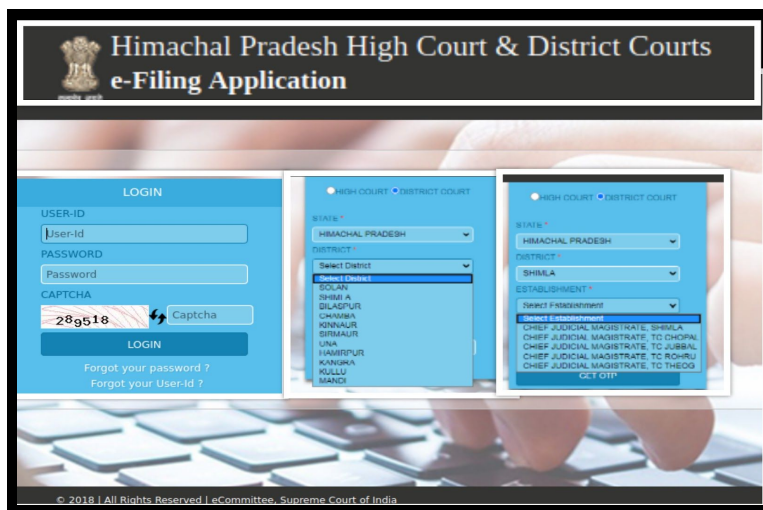 Himachal Pradesh High Court & District Courts
e-Filing Application
LOGIN
USER-ID
User-Id
PASSWORD
Password
CAPTCHA
289518
Captcha
LOGIN
Forgot your password ?
Forgot your User-Id ?
HIGH COURT DISTRICT COURT
STATE *
HIMACHAL PRADESH
DISTRICT *
Select District
Select District
SOLAN
SHIMLA
BILASPUR
CHAMBA
KINNAUR
SIRMAUR
UNA
HAMIRPUR
KANGRA
KULLU
MANDI
HIGH COURT DISTRICT COURT
STATE *
HIMACHAL PRADESH
DISTRICT *
SHIMLA
ESTABLISHMENT *
Select Establishment
Select Establishment
CHIEF JUDICIAL MAGISTRATE, SHIMLA
CHIEF JUDICIAL MAGISTRATE, TC CHOPAL
CHIEF JUDICIAL MAGISTRATE, TC JUBBAL
CHIEF JUDICIAL MAGISTRATE, TC ROHRU
CHIEF JUDICIAL MAGISTRATE, TC THEOG
GET OTP
© 2018 | All Rights Reserved | eCommittee, Supreme Court of India